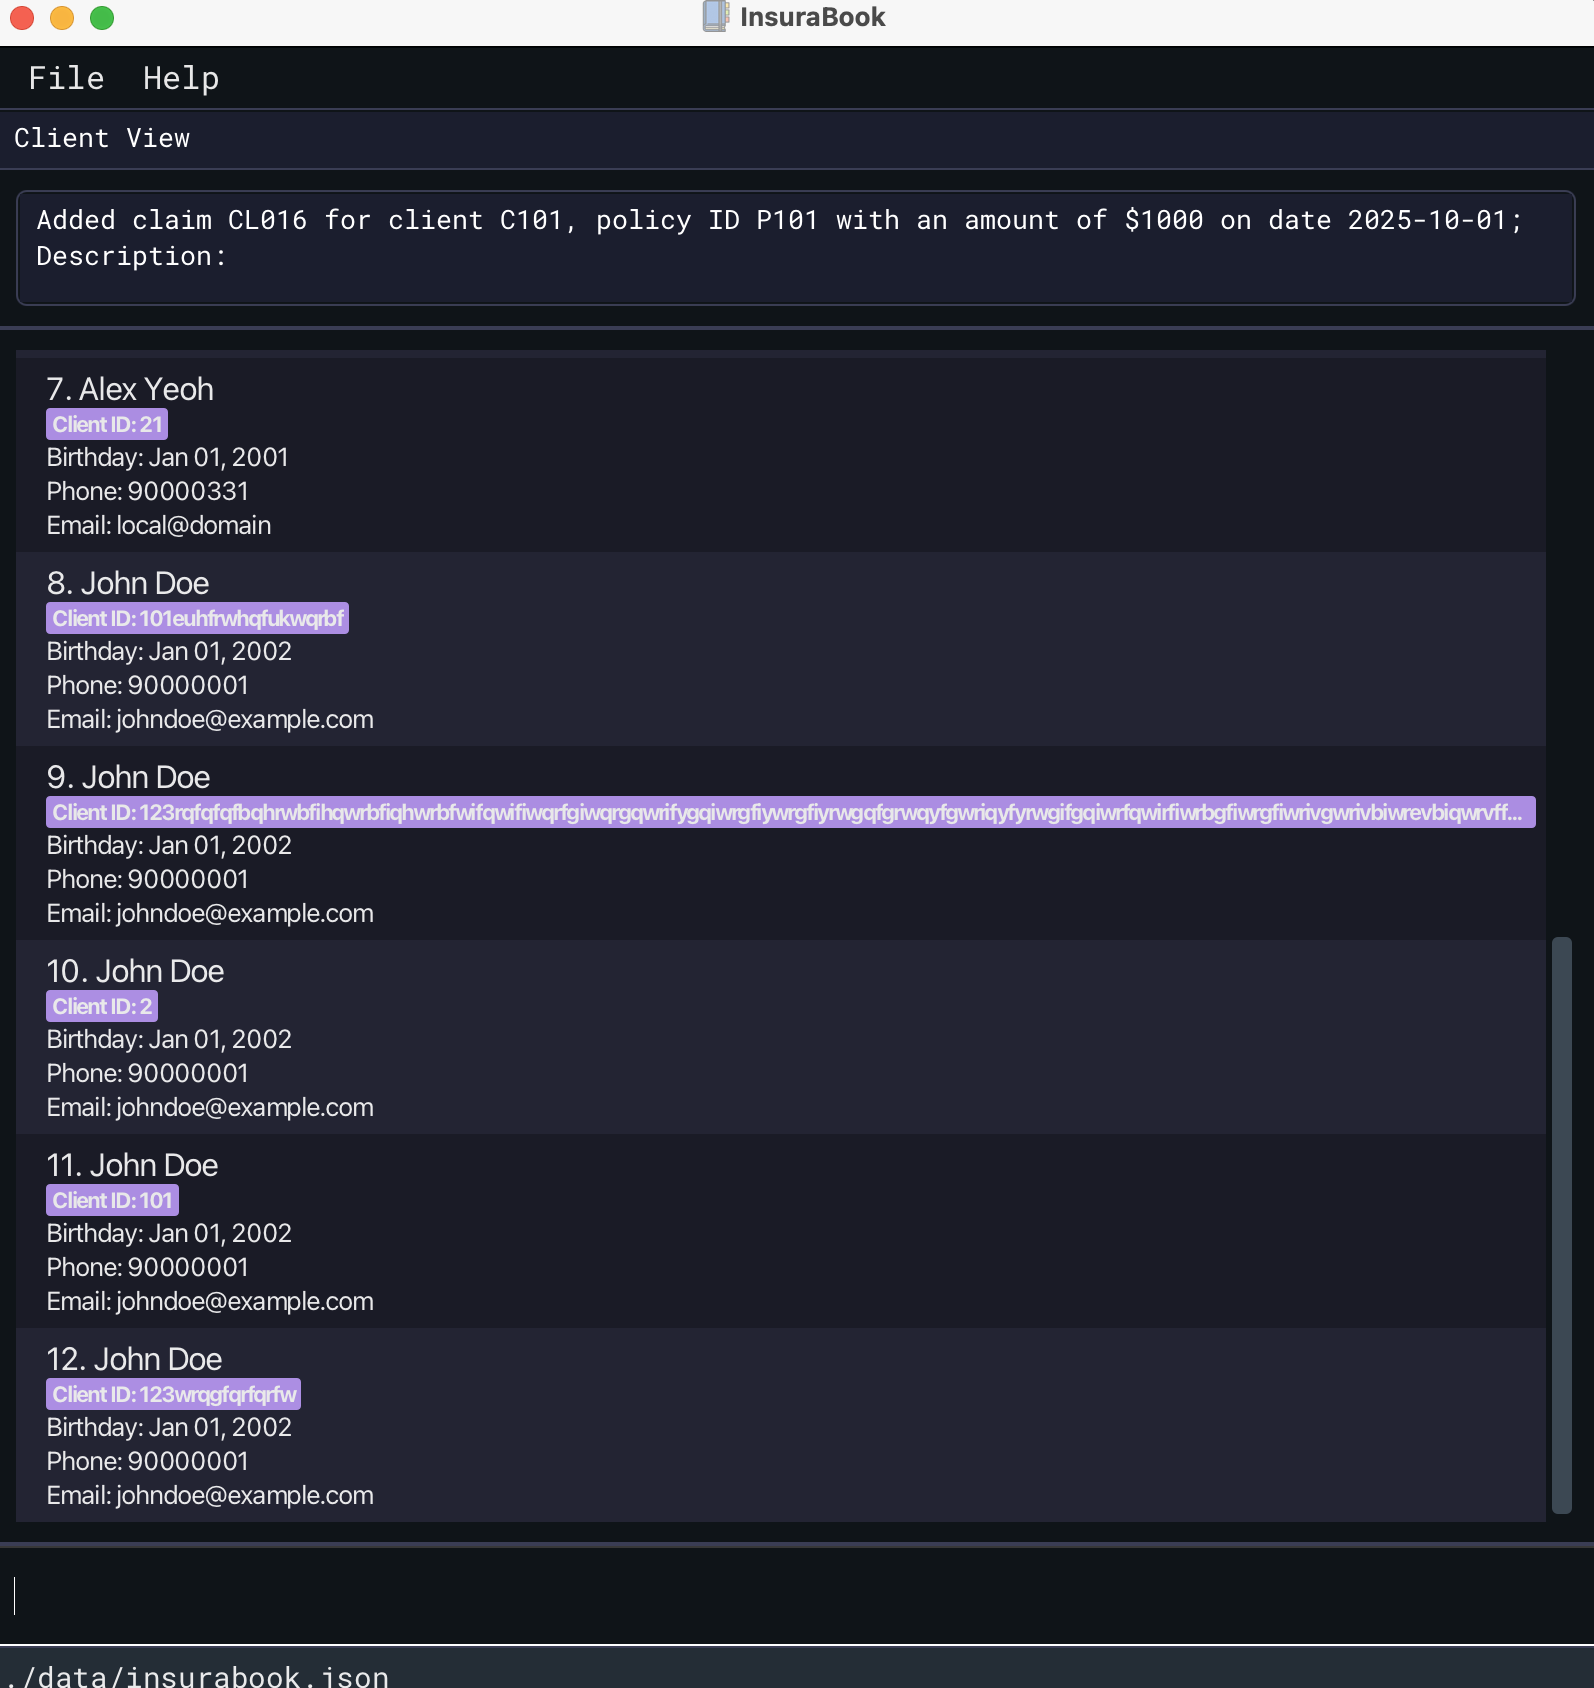 InsuraBook
File Help
Client View
Added claim CL016 for client C101, policy ID P101 with an amount of $1000 on date 2025-10-01;
Description:
7. Alex Yeoh
Client ID: 21
Birthday: Jan 01, 2001
Phone: 90000331
Email: local@domain
8. John Doe
Client ID: 101euhfrwhqfukwqrbf
Birthday: Jan 01, 2002
Phone: 90000001
Email: johndoe@example.com
9. John Doe
Client ID:
Birthday: Jan 01, 2002
Phone: 90000001
Email: johndoe@example.com
10. John Doe
Client ID: 2
Birthday: Jan 01, 2002
Phone: 90000001
Email: johndoe@example.com
11. John Doe
Client ID: 101
Birthday: Jan 01, 2002
Phone: 90000001
Email: johndoe@example.com
12. John Doe
Client ID: 123wrqgfqrfqrfw
Birthday: Jan 01, 2002
Phone: 90000001
Email: johndoe@example.com
./data/insurabook.json